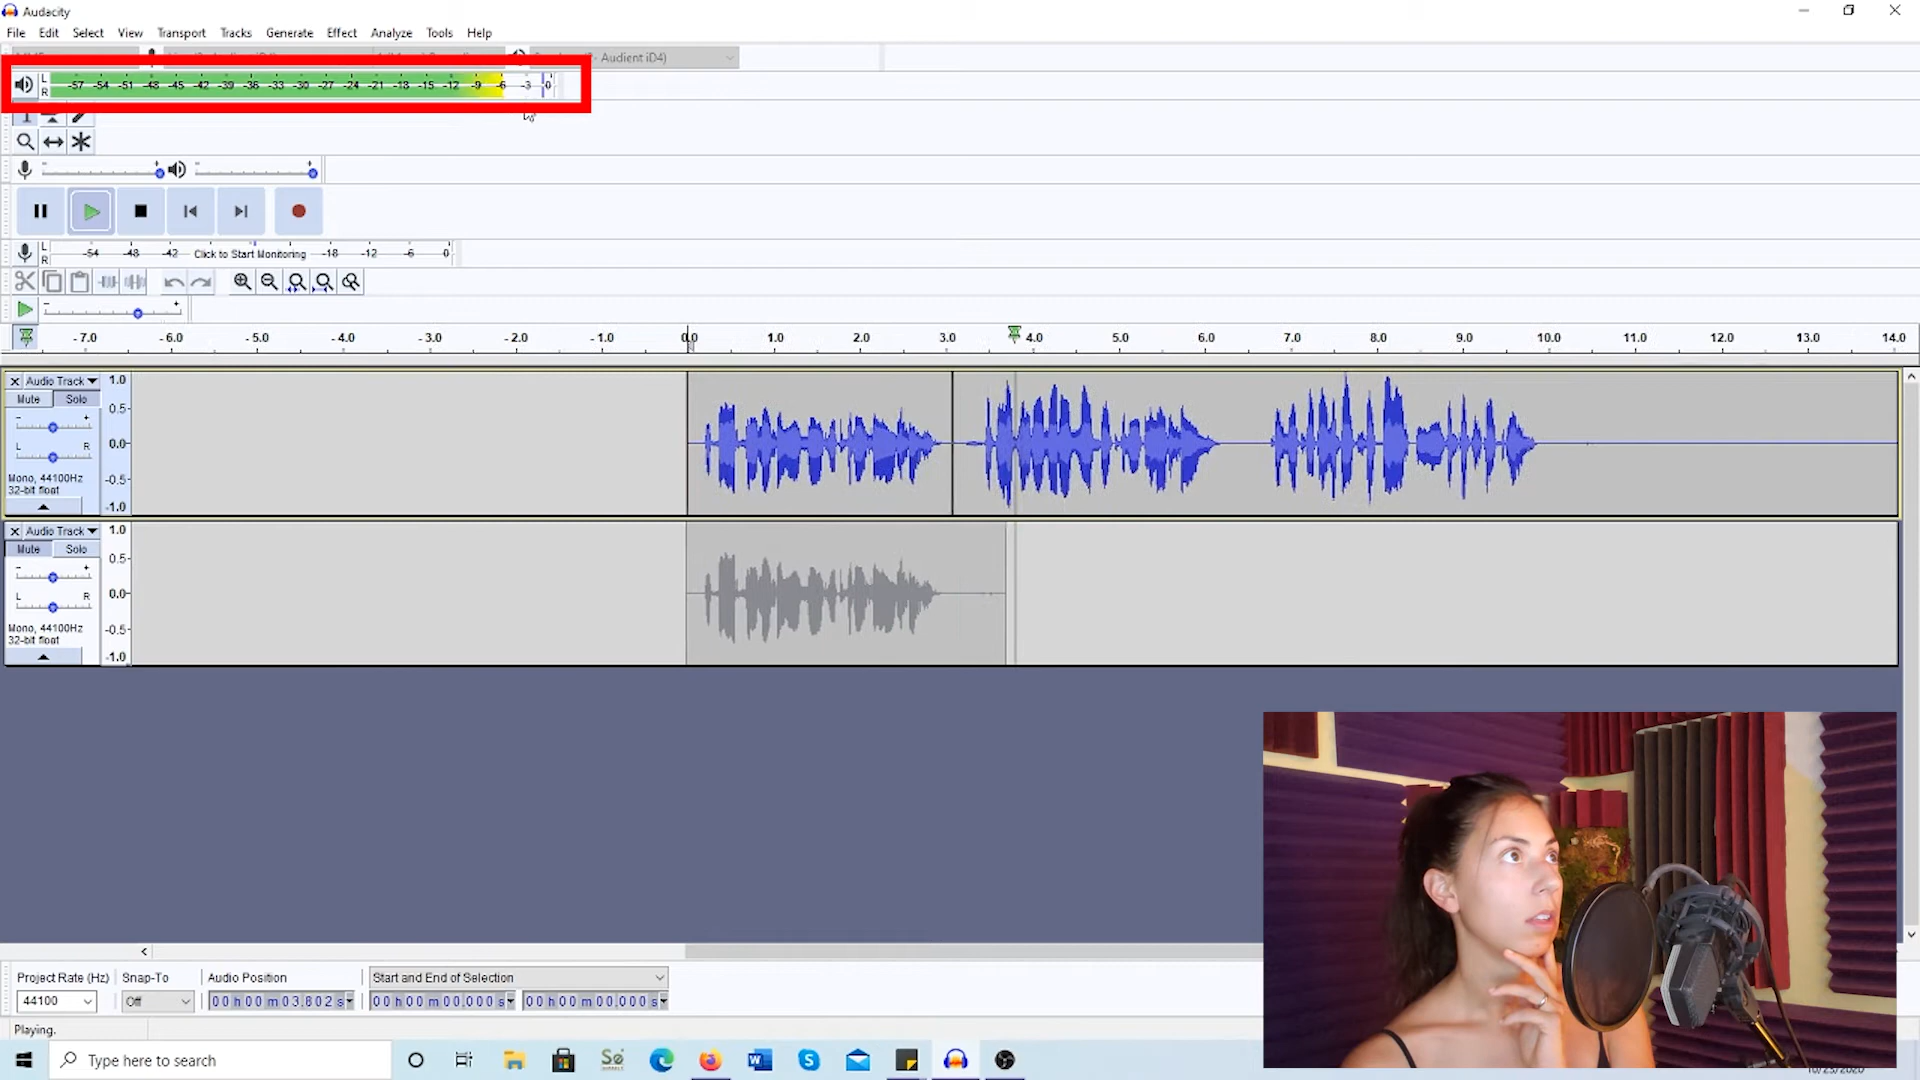 Audacity
File Edit Select View Transport Tracks Generate Effect Analyze Tools Help
Audient iD4)
L -57 -54 -51 -48 -45 -42 -39 -36 -33 -30 -27 -24 -21 -18 -15 -12 -9 -6 -3 0
R
L -54 -48 -42 Click to Start Monitoring -18 -12 -6 0
R
-7.0 -6.0 -5.0 -4.0 -3.0 -2.0 -1.0 0.0 1.0 2.0 3.0 4.0 5.0 6.0 7.0 8.0 9.0 10.0 11.0 12.0 13.0 14.0
Audio Track 1.0
Mute Solo
0.5
L R 0.0
Mono, 44100Hz -0.5
32-bit float
-1.0
Audio Track 1.0
Mute Solo
0.5
L R 0.0
Mono, 44100Hz -0.5
32-bit float
-1.0
Project Rate (Hz) Snap-To Audio Position Start and End of Selection
44100 Off 00 h 00 m 03.802 s 00 h 00 m 00.000 s 00 h 00 m 00.000 s
Playing.
Type here to search Se W S